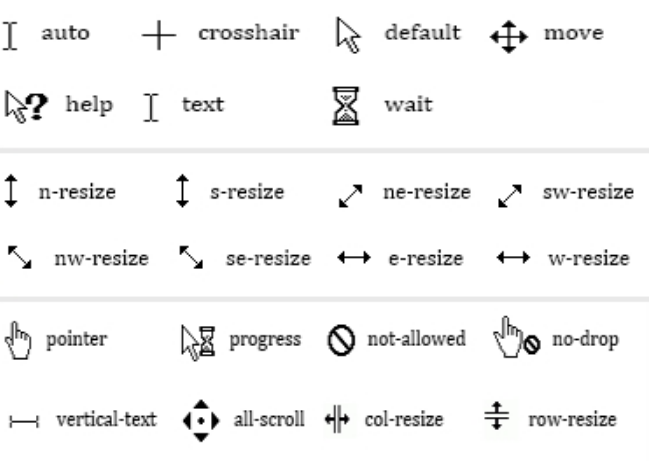 auto crosshair default move
help text wait
n-resize s-resize ne-resize sw-resize
nw-resize se-resize e-resize w-resize
pointer progress not-allowed no-drop
vertical-text all-scroll col-resize row-resize